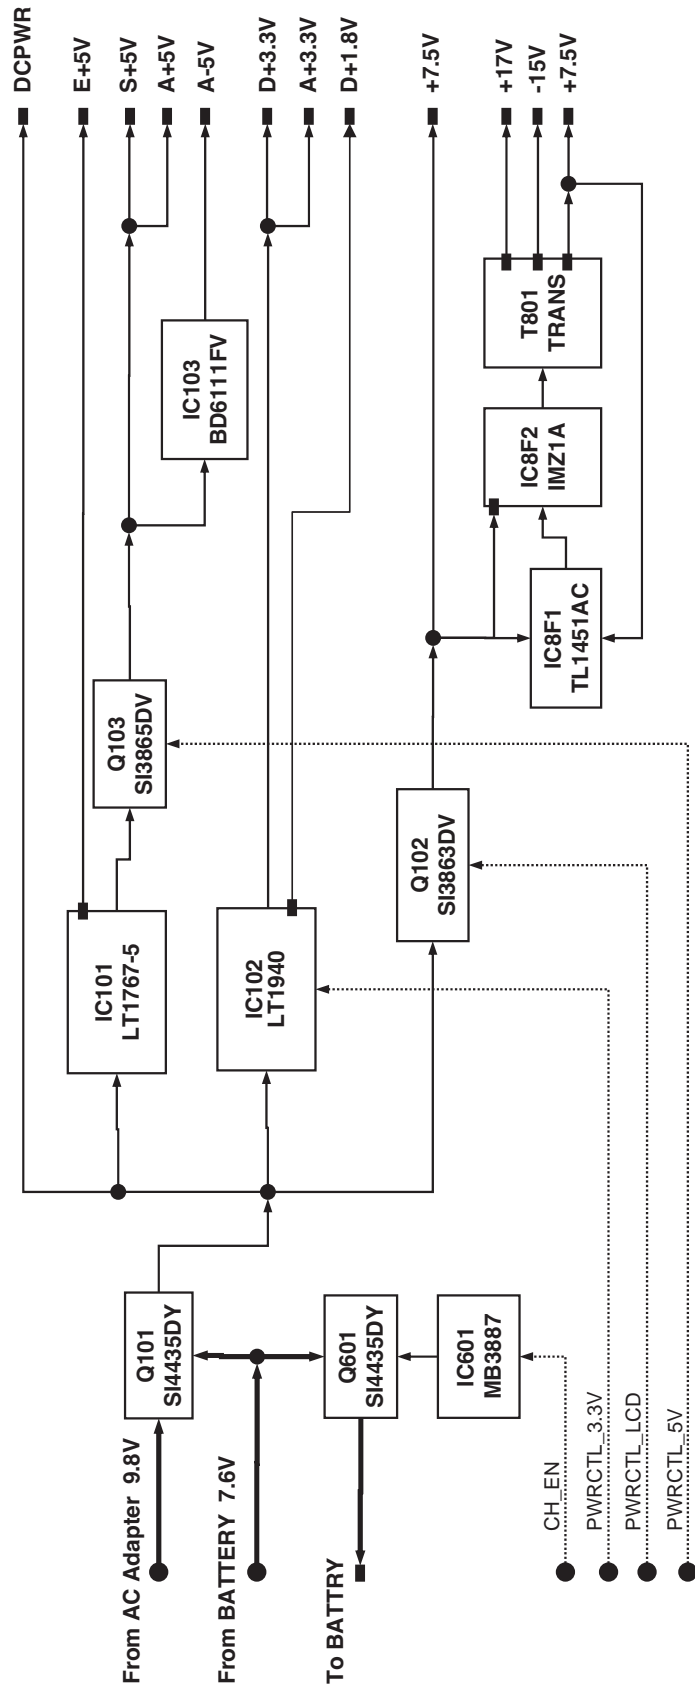 DCPWR
E+5V
S+5V
A+5V
A-5V
D+3.3V
A+3.3V
D+1.8V
+7.5V
+17V
-15V
+7.5V
T801
TRANS
IC103
BD6111FV
IC8F2
IMZ1A
IC8F1
TL1451AC
Q103
SI3865DV
Q102
SI3863DV
IC101
LT1767-5
IC102
LT1940
Q101
SI4435DY
Q601
SI4435DY
IC601
MB3887
From AC Adapter 9.8V
From BATTERY 7.6V
To BATTRY
CH_EN
PWRCTL_3.3V
PWRCTL_LCD
PWRCTL_5V